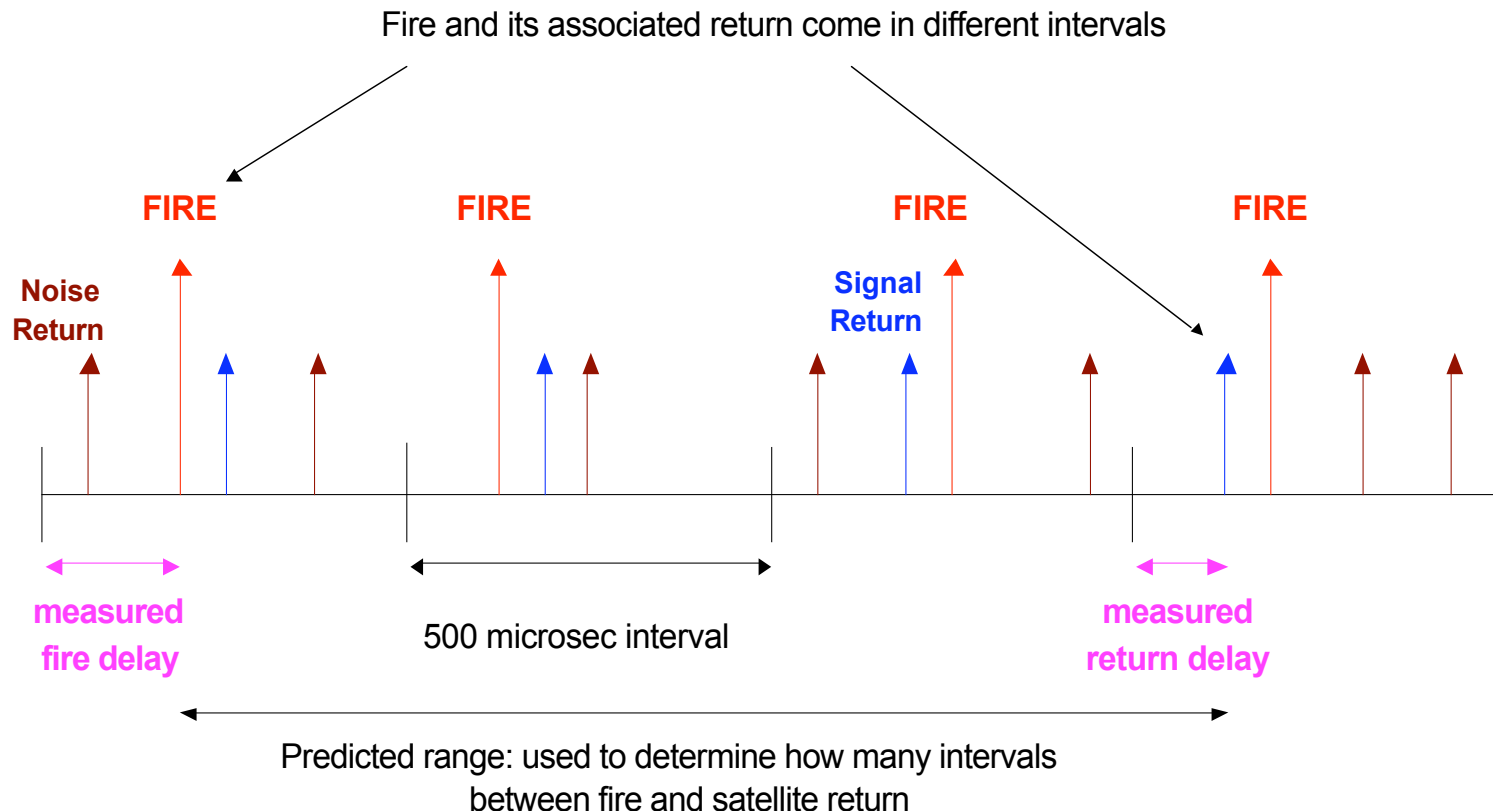 Fire and its associated return come in different intervals
FIRE
FIRE
FIRE
FIRE
Noise
Return
Signal
Return
measured
fire delay
500 microsec interval
measured
return delay
Predicted range: used to determine how many intervals
between fire and satellite return